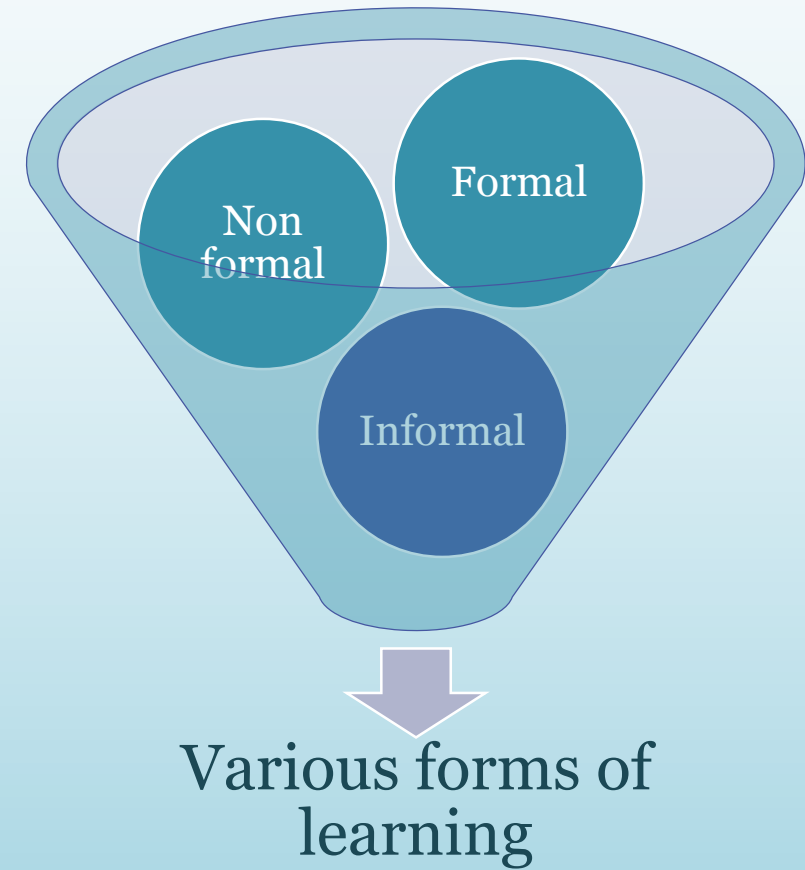 Formal
Non
formal
Informal
Various forms of
learning